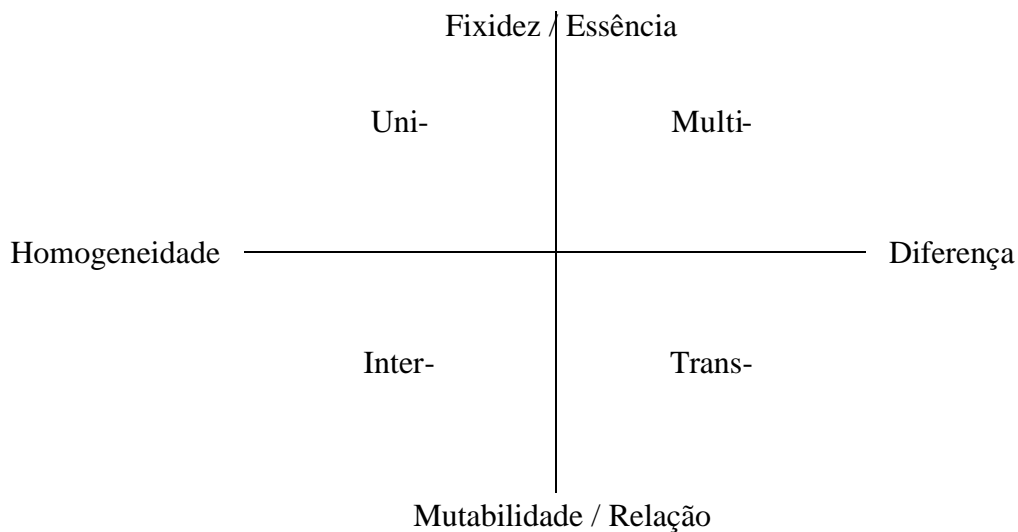 Fixidez / Essência
Uni- Multi-
Homogeneidade Diferença
Inter- Trans-
Mutabilidade / Relação